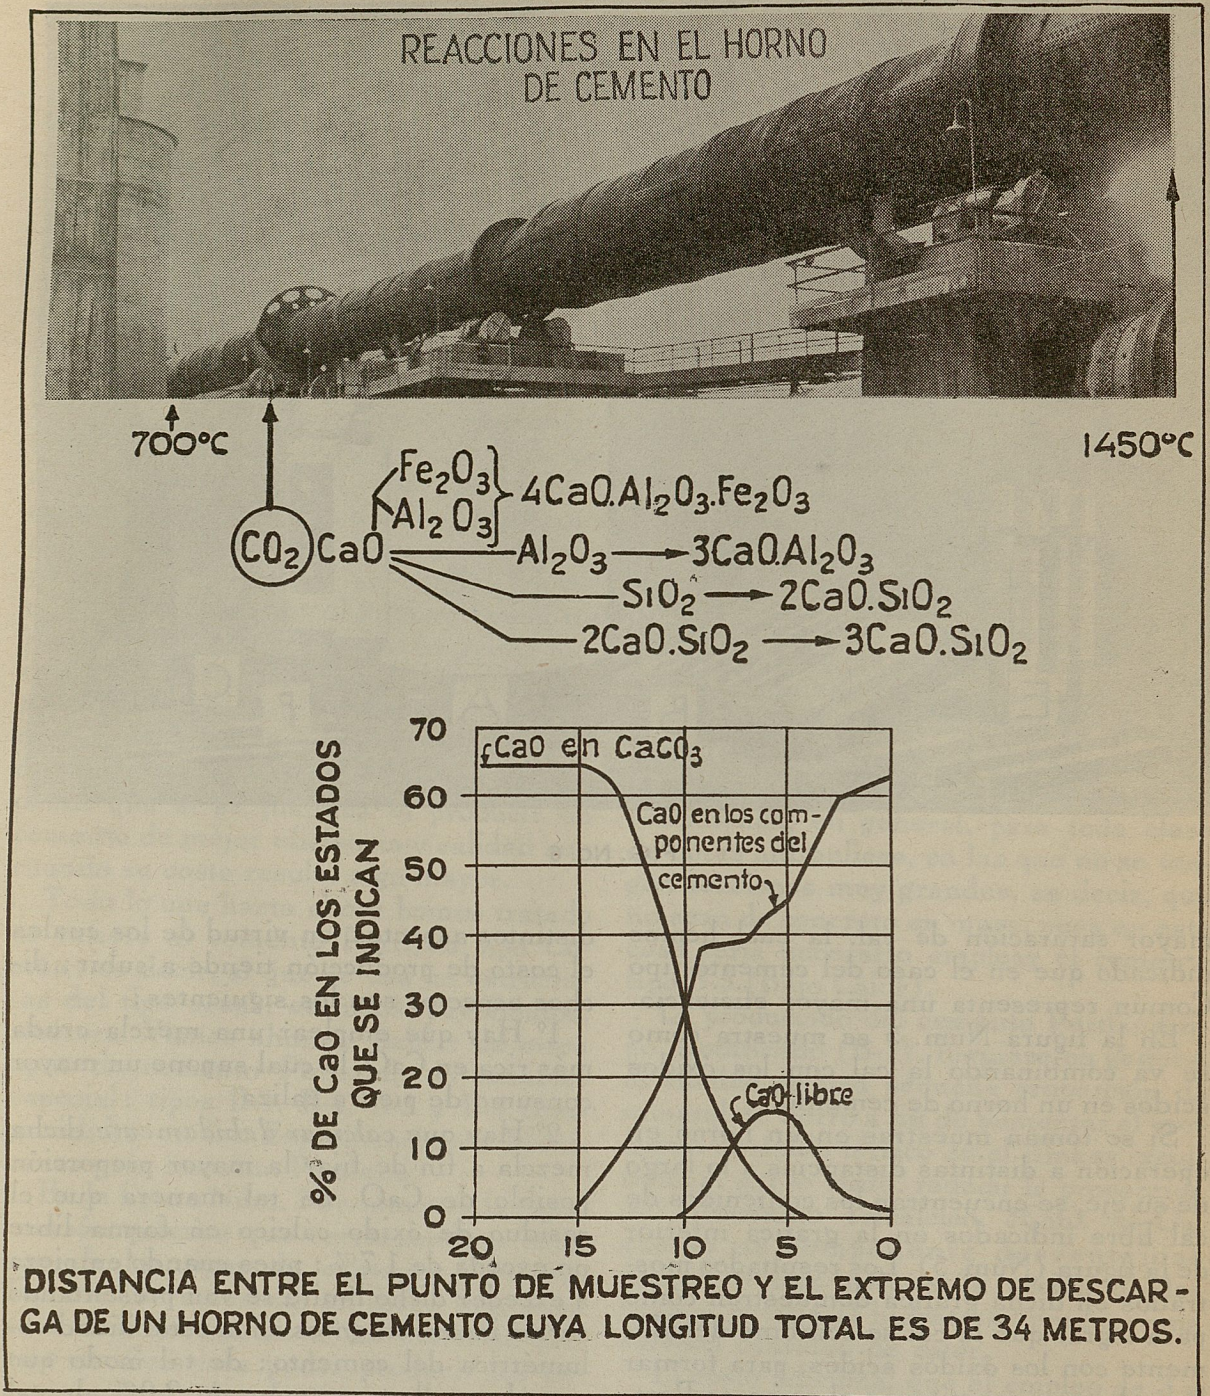 REACCIONES EN EL HORNO
DE CEMENTO
700°C
1450°C
Fe₂O₃
Al₂O₃
4CaO.Al₂O₃.Fe₂O₃
CO₂ CaO
Al₂O₃ → 3CaO.Al₂O₃
SiO₂ → 2CaO.SiO₂
2CaO.SiO₂ → 3CaO.SiO₂
% DE CaO EN LOS ESTADOS
QUE SE INDICAN
70
60
50
40
30
20
10
0
CaO en CaCO₃
CaO en los com-
ponentes del
cemento
CaO libre
20 15 10 5 0
DISTANCIA ENTRE EL PUNTO DE MUESTREO Y EL EXTREMO DE DESCAR-
GA DE UN HORNO DE CEMENTO CUYA LONGITUD TOTAL ES DE 34 METROS.